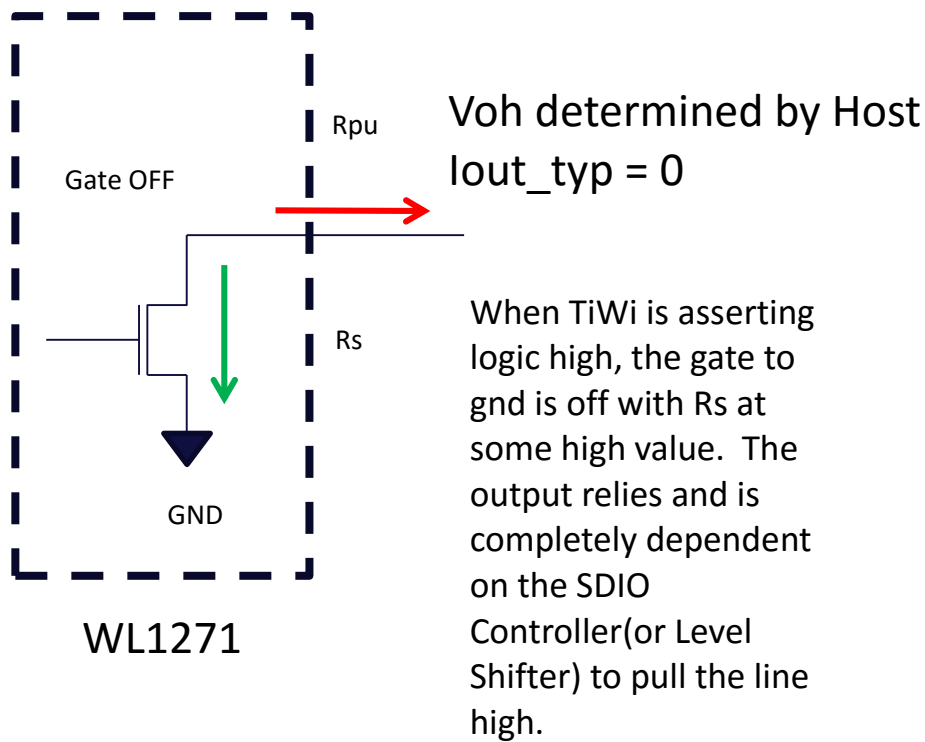 Rpu
Voh determined by Host
Iout_typ = 0
Gate OFF
Rs
When TiWi is asserting
logic high, the gate to
gnd is off with Rs at
some high value.  The
output relies and is
completely dependent
on the SDIO
Controller(or Level
Shifter) to pull the line
high.
GND
WL1271